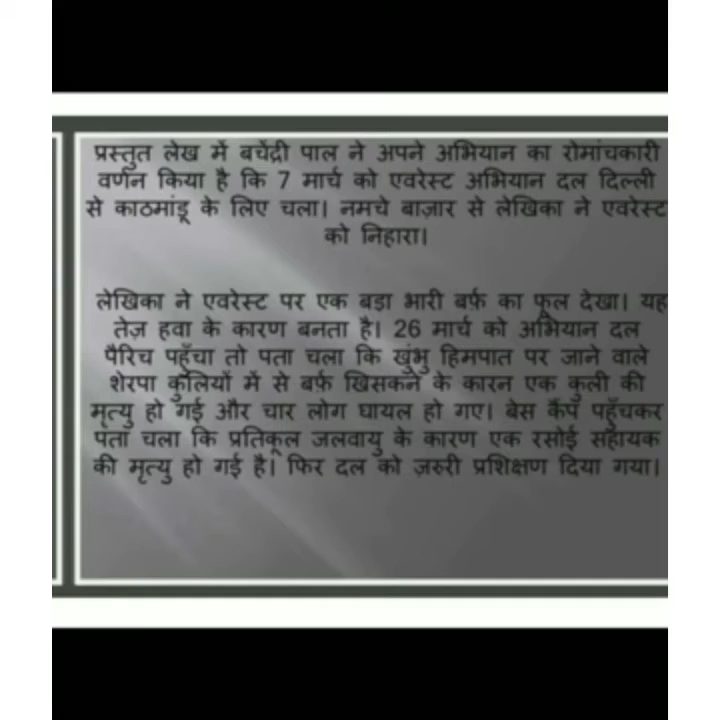 प्रस्तुत लेख में बचेंद्री पाल ने अपने अभियान का रोमांचकारी
वर्णन किया है कि 7 मार्च को एवरेस्ट अभियान दल दिल्ली
से काठमांडू के लिए चला। नमचे बाज़ार से लेखिका ने एवरेस्ट
को निहारा।
लेखिका ने एवरेस्ट पर एक बड़ा भारी बर्फ़ का फूल देखा। यह
तेज़ हवा के कारण बनता है। 26 मार्च को अभियान दल
पैरिच पहुँचा तो पता चला कि खुंभु हिमपात पर जाने वाले
शेरपा कुलियों में से बर्फ़ खिसकने के कारन एक कुली की
मृत्यु हो गई और चार लोग घायल हो गए। बेस कैंप पहुँचकर
पता चला कि प्रतिकूल जलवायु के कारण एक रसोई सहायक
की मृत्यु हो गई है। फिर दल को ज़रुरी प्रशिक्षण दिया गया।